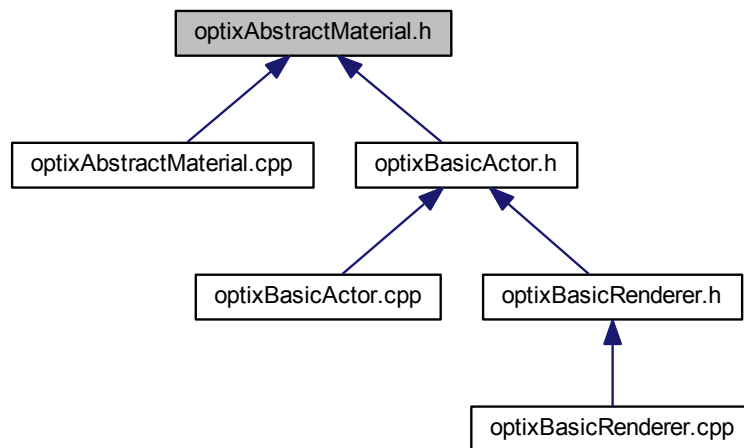 optixAbstractMaterial.h
optixAbstractMaterial.cpp
optixBasicActor.h
optixBasicActor.cpp
optixBasicRenderer.h
optixBasicRenderer.cpp